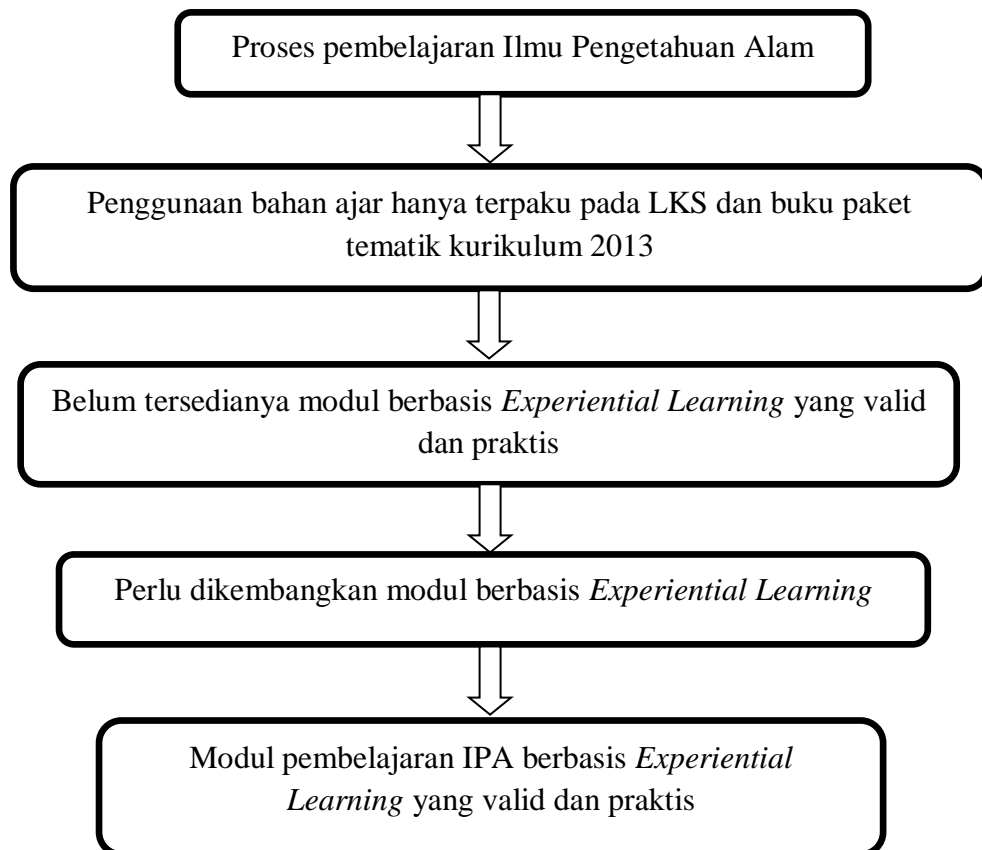 Proses pembelajaran Ilmu Pengetahuan Alam
Penggunaan bahan ajar hanya terpaku pada LKS dan buku paket
tematik kurikulum 2013
Belum tersedianya modul berbasis Experiential Learning yang valid
dan praktis
Perlu dikembangkan modul berbasis Experiential Learning
Modul pembelajaran IPA berbasis Experiential
Learning yang valid dan praktis